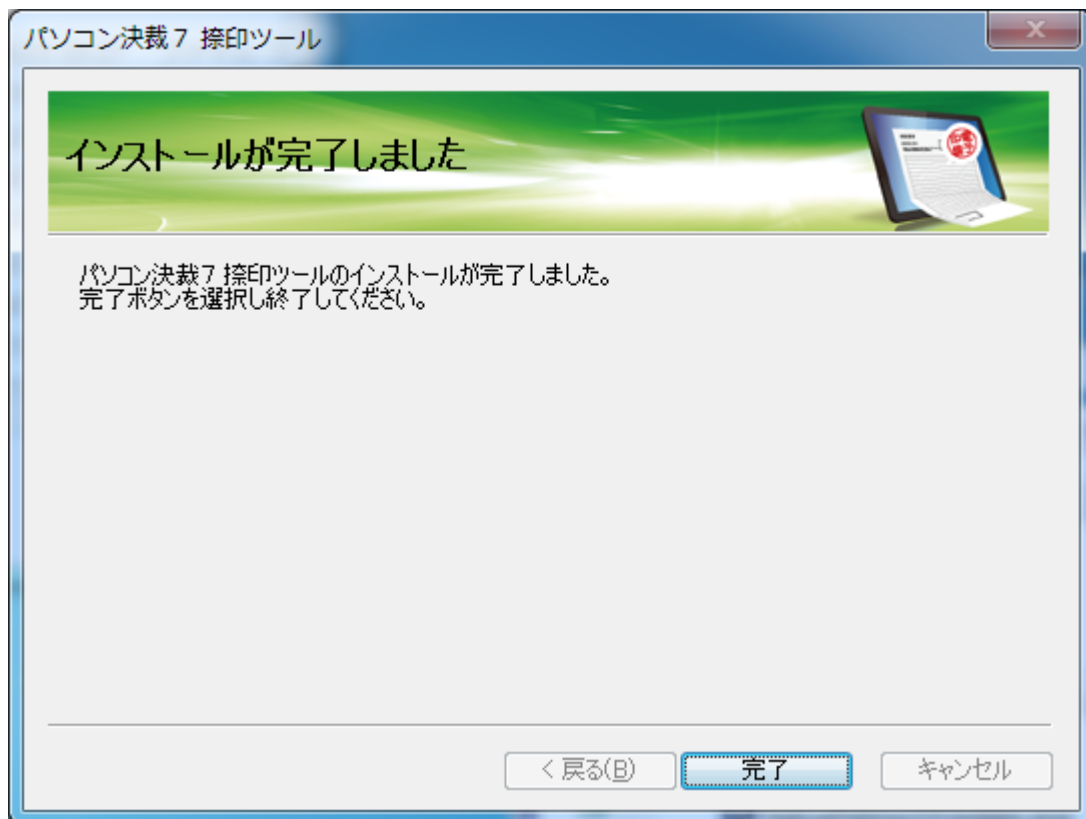 パソコン決裁７ 捺印ツール
インストールが完了しました
パソコン決裁７ 捺印ツールのインストールが完了しました。
完了ボタンを選択し終了してください。
< 戻る(B)
完了
キャンセル